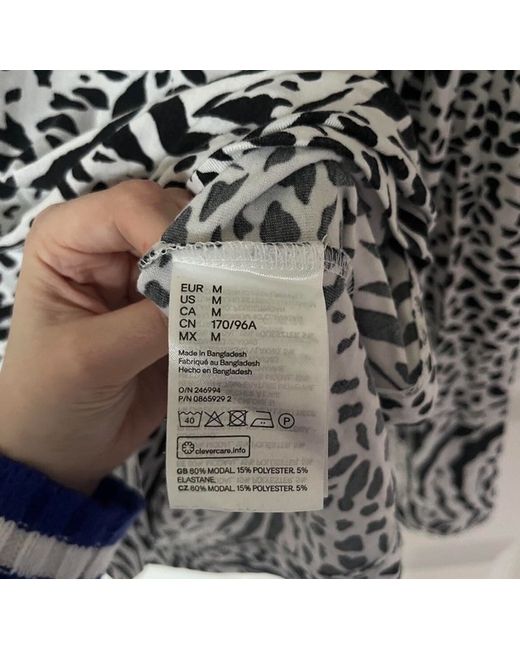 EUR M
US M
CA M
CN 170/96A
MX M
Made in Bangladesh
Fabriqué au Bangladesh
Hecho en Bangladesh
O/N 246994
P/N 0865929 2
40 P
clevercare.info
GB 80% MODAL. 15% POLYESTER. 5%
ELASTANE.
CZ 80% MODAL. 15% POLYESTER. 5%